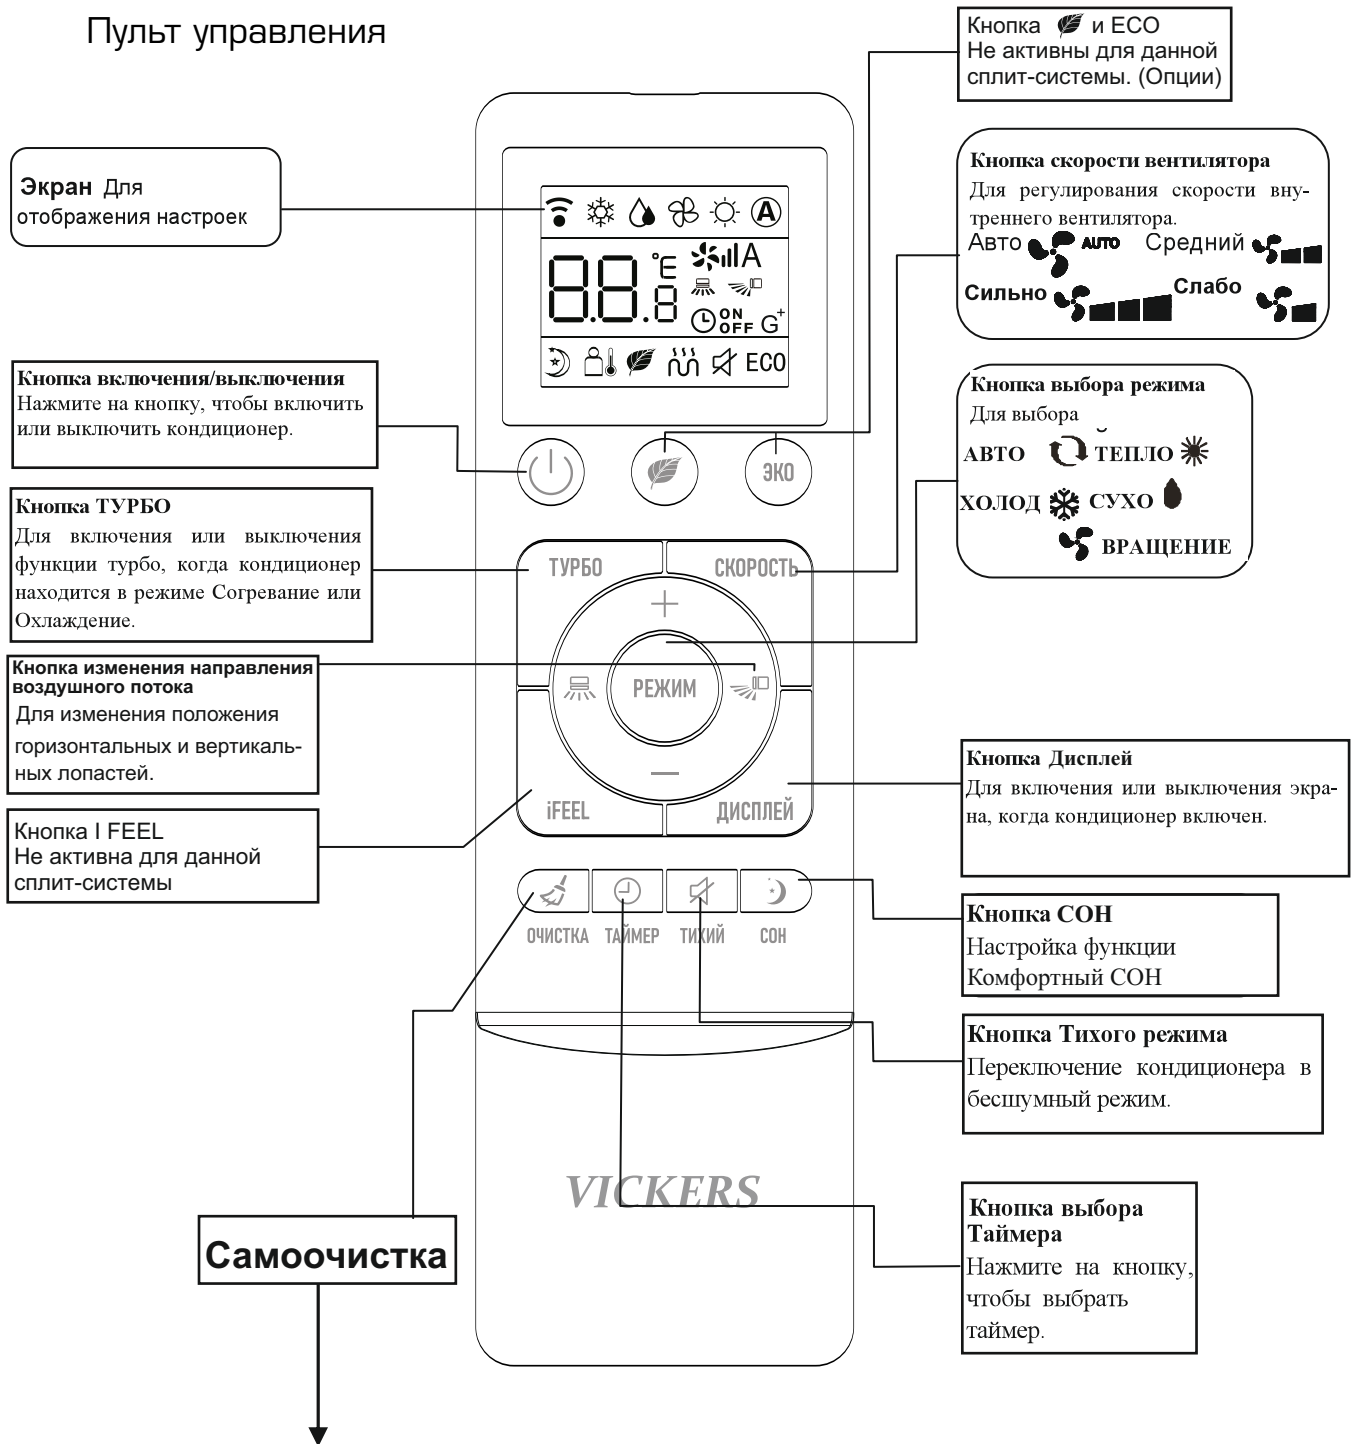 Пульт управления
Кнопка и ECO
Не активны для данной
сплит-системы. (Опции)
Экран Для
отображения настроек
Кнопка скорости вентилятора
Для регулирования скорости вну-
треннего вентилятора.
Авто AUTO Средний
Сильно Слабо
A
88.8 °E A
ON
OFF G+
ECO
Кнопка включения/выключения
Нажмите на кнопку, чтобы включить
или выключить кондиционер.
Кнопка выбора режима
Для выбора
АВТО ТЕПЛО
ХОЛОД СУХО
ВРАЩЕНИЕ
ЭКО
Кнопка ТУРБО
Для включения или выключения
функции турбо, когда кондиционер
находится в режиме Согревание или
Охлаждение.
ТУРБО СКОРОСТЬ
+
РЕЖИМ
—
iFEEL ДИСПЛЕЙ
Кнопка изменения направления
воздушного потока
Для изменения положения
горизонтальных и вертикаль-
ных лопастей.
Кнопка Дисплей
Для включения или выключения экра-
на, когда кондиционер включен.
Кнопка I FEEL
Не активна для данной
сплит-системы
ОЧИСТКА ТАЙМЕР ТИХИЙ СОН
Кнопка СОН
Настройка функции
Комфортный СОН
Кнопка Тихого режима
Переключение кондиционера в
бесшумный режим.
VICKERS
Кнопка выбора
Таймера
Нажмите на кнопку,
чтобы выбрать
таймер.
Самоочистка